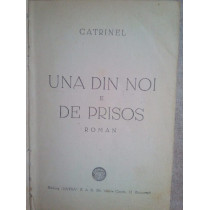 CATRINEL
UNA DIN NOI
E
DE PRISOS
ROMAN